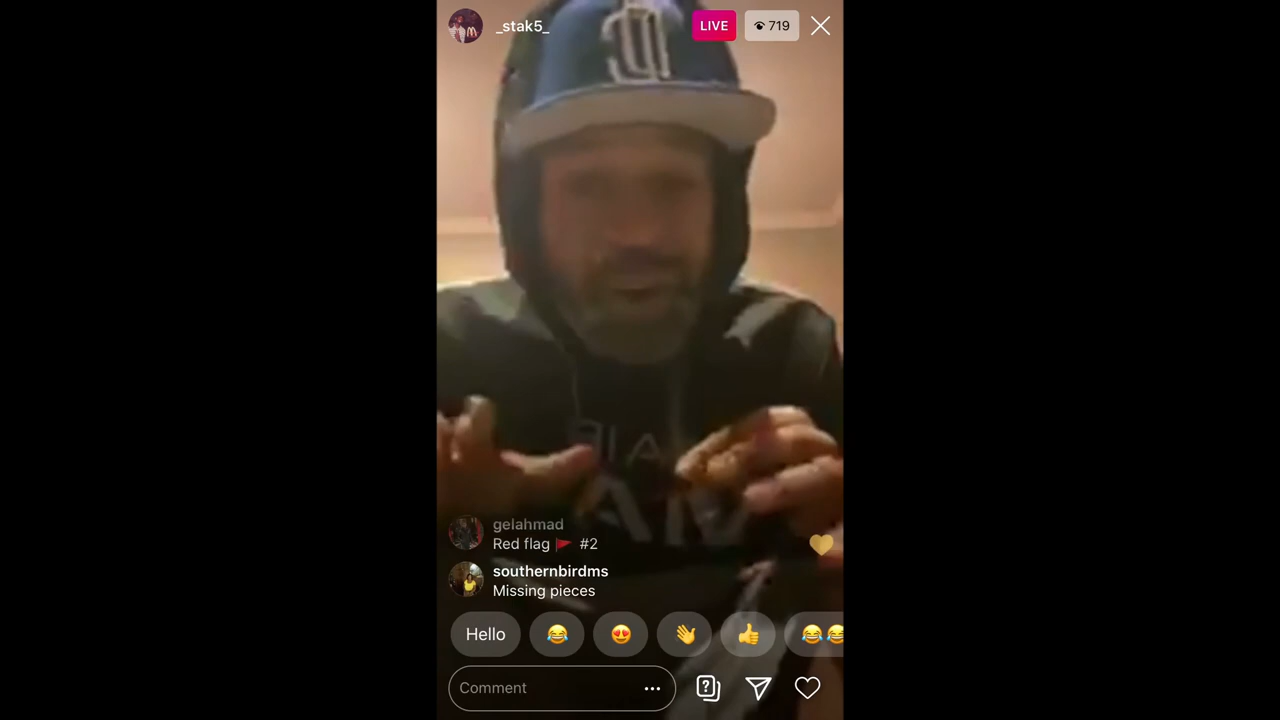 _stak5_
LIVE
719
gelahmad
Red flag 🚩 #2
southernbirdms
Missing pieces
Hello
Comment